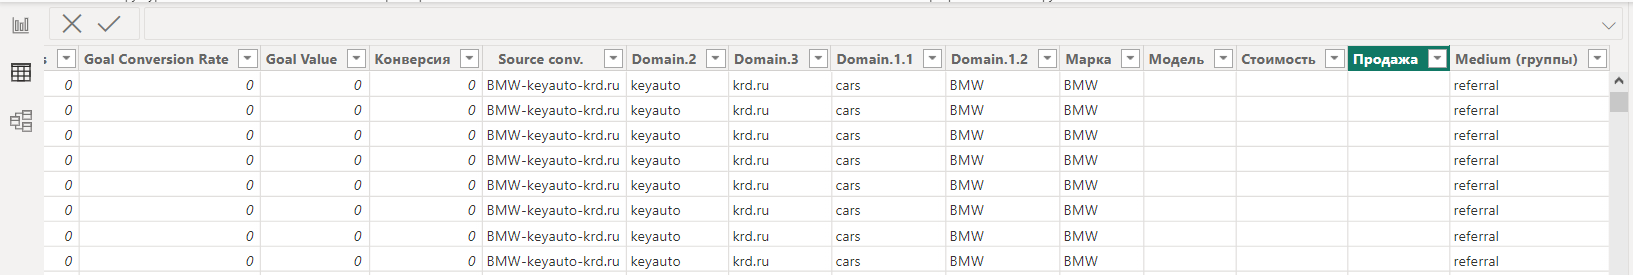 s Goal Conversion Rate Goal Value Конверсия Source conv. Domain.2 Domain.3 Domain.1.1 Domain.1.2 Марка Модель Стоимость Продажа Medium (группы)
0 0 0 0 BMW-keyauto-krd.ru keyauto krd.ru cars BMW BMW referral
0 0 0 0 BMW-keyauto-krd.ru keyauto krd.ru cars BMW BMW referral
0 0 0 0 BMW-keyauto-krd.ru keyauto krd.ru cars BMW BMW referral
0 0 0 0 BMW-keyauto-krd.ru keyauto krd.ru cars BMW BMW referral
0 0 0 0 BMW-keyauto-krd.ru keyauto krd.ru cars BMW BMW referral
0 0 0 0 BMW-keyauto-krd.ru keyauto krd.ru cars BMW BMW referral
0 0 0 0 BMW-keyauto-krd.ru keyauto krd.ru cars BMW BMW referral
0 0 0 0 BMW-keyauto-krd.ru keyauto krd.ru cars BMW BMW referral